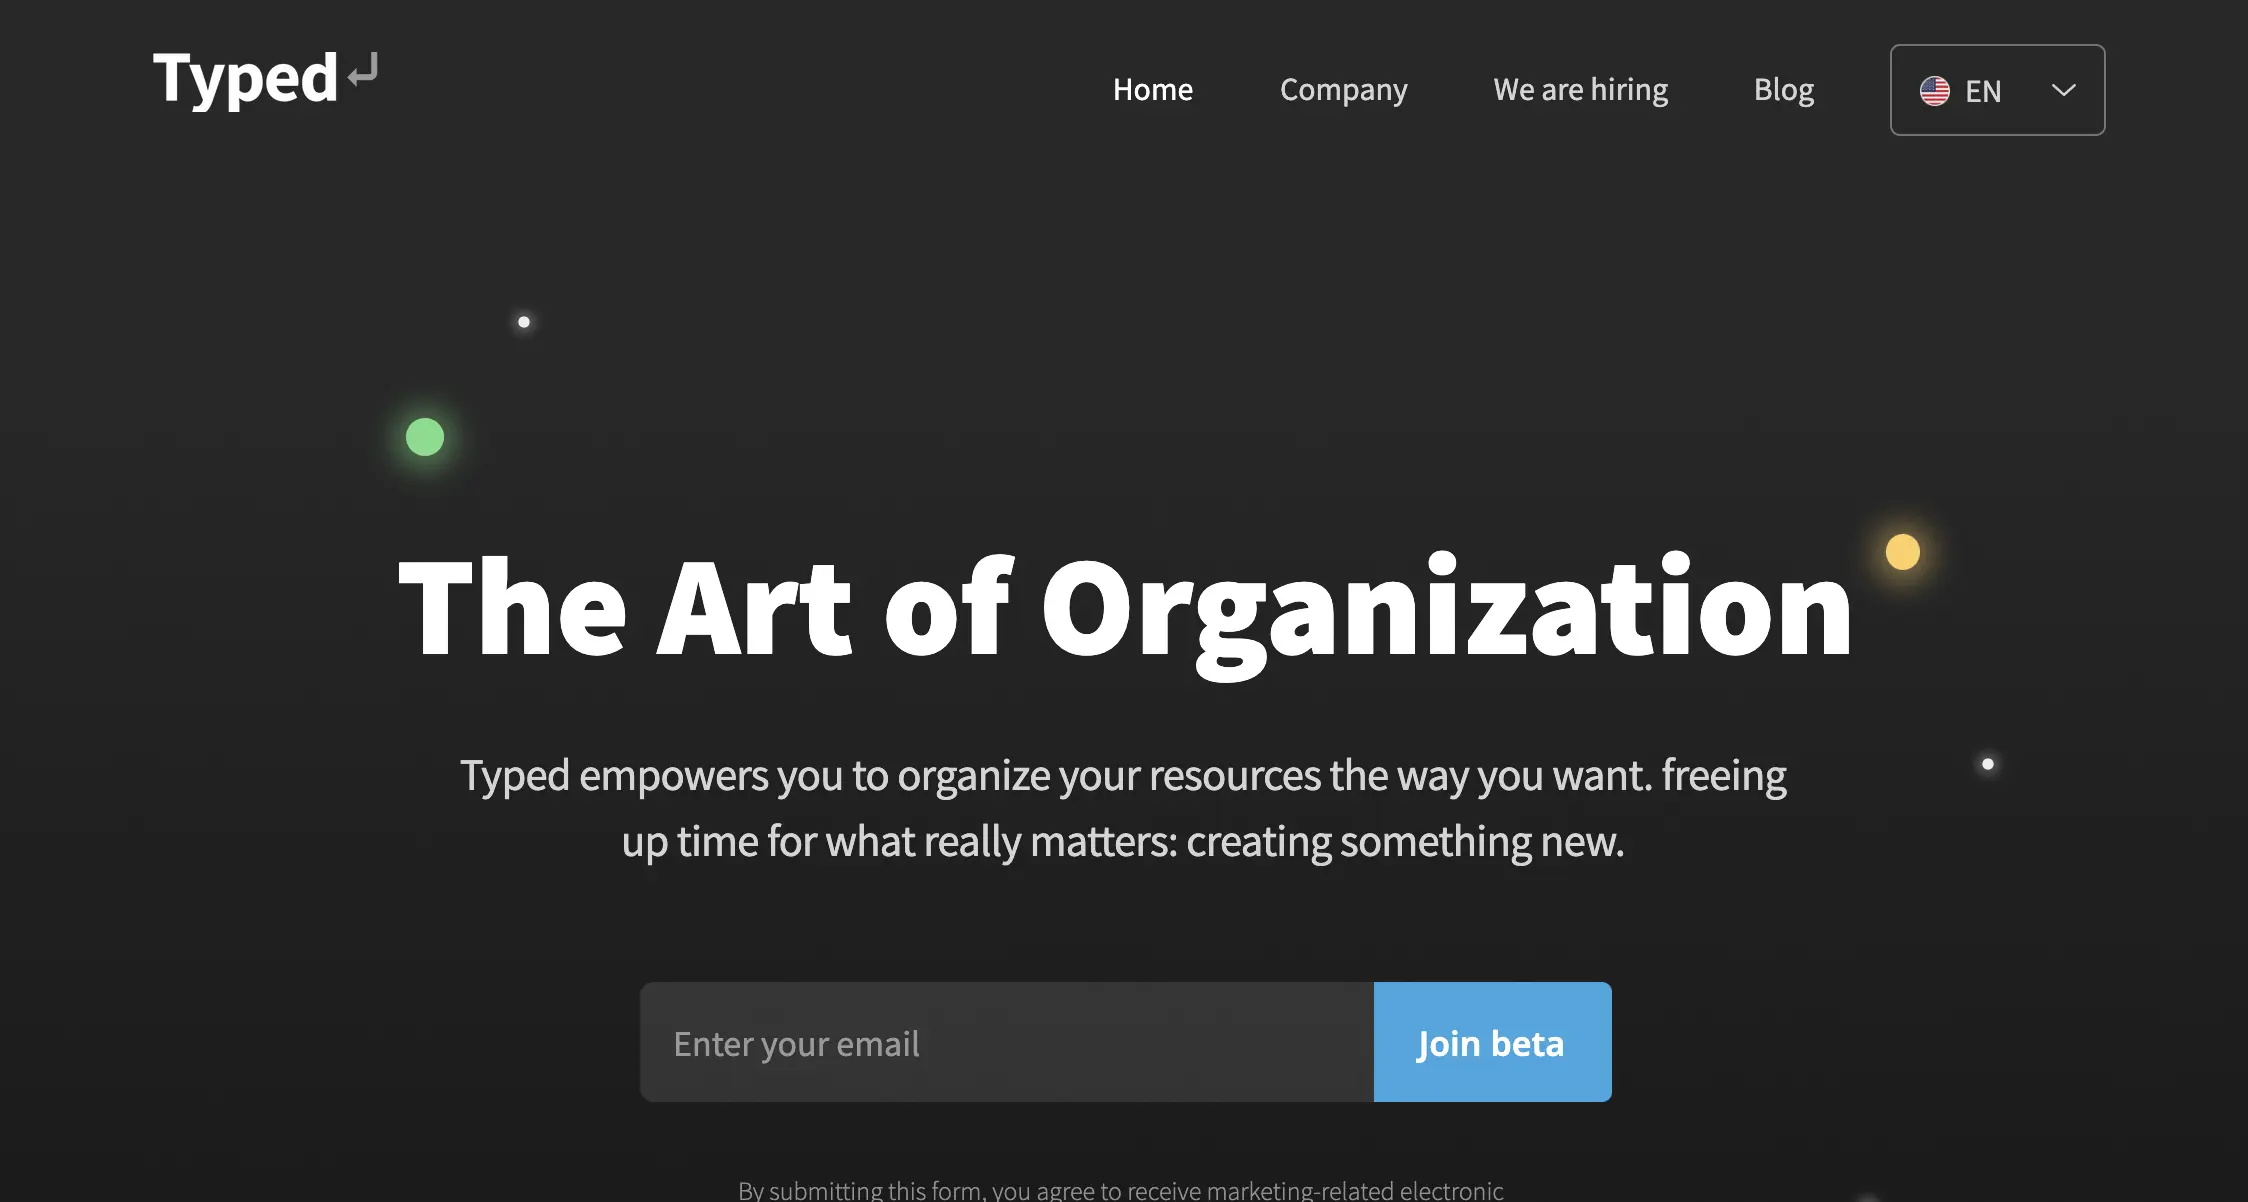 Typed
Home
Company
We are hiring
Blog
EN
The Art of Organization
Typed empowers you to organize your resources the way you want. freeing
up time for what really matters: creating something new.
Enter your email
Join beta
By submitting this form, you agree to receive marketing-related electronic